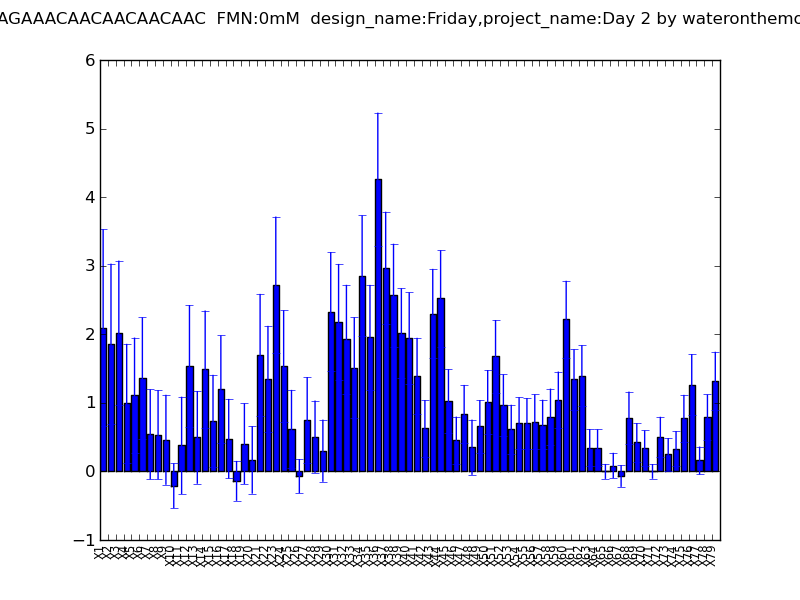 AGAAACAACAACAACAAC FMN:0mM design_name:Friday,project_name:Day 2 by wateronthemo
6
5
4
3
2
1
0
−1
X1
X2
X3
X4
X5
X6
X7
X8
X9
X10
X11
X12
X13
X14
X15
X16
X17
X18
X19
X20
X21
X22
X23
X24
X25
X26
X27
X28
X29
X30
X31
X32
X33
X34
X35
X36
X37
X38
X39
X40
X41
X42
X43
X44
X45
X46
X47
X48
X49
X50
X51
X52
X53
X54
X55
X56
X57
X58
X59
X60
X61
X62
X63
X64
X65
X66
X67
X68
X69
X70
X71
X72
X73
X74
X75
X76
X77
X78
X79